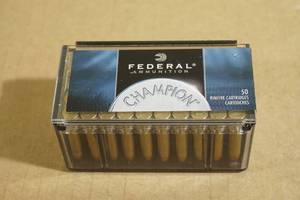 FEDERAL
AMMUNITION
CHAMPION
50
RIMFIRE CARTRIDGES
CARTOUCHES